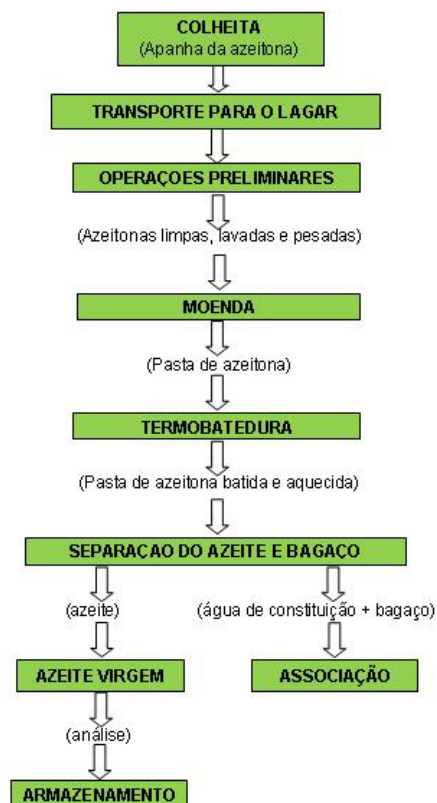 COLHEITA
(Apanha da azeitona)
TRANSPORTE PARA O LAGAR
OPERAÇOES PRELIMINARES
(Azeitonas limpas, lavadas e pesadas)
MOENDA
(Pasta de azeitona)
TERMOBATEDURA
(Pasta de azeitona batida e aquecida)
SEPARAÇAO DO AZEITE E BAGAÇO
(azeite)
(água de constituição + bagaço)
AZEITE VIRGEM
ASSOCIAÇÃO
(análise)
ARMAZENAMENTO